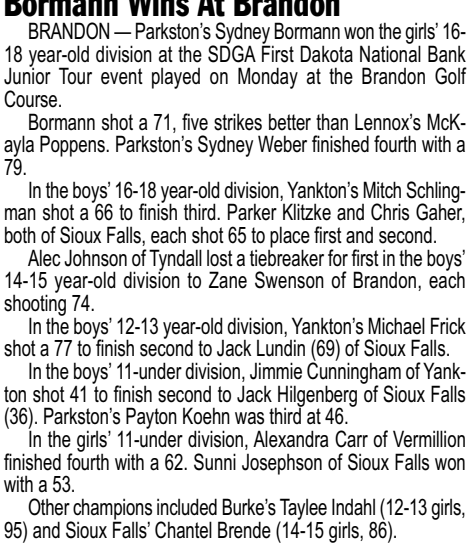 Bormann Wins At Brandon
BRANDON — Parkston's Sydney Bormann won the girls' 16-
18 year-old division at the SDGA First Dakota National Bank
Junior Tour event played on Monday at the Brandon Golf
Course.
Bormann shot a 71, five strikes better than Lennox's McK-
ayla Poppens. Parkston's Sydney Weber finished fourth with a
79.
In the boys' 16-18 year-old division, Yankton's Mitch Schling-
man shot a 66 to finish third. Parker Klitzke and Chris Gaher,
both of Sioux Falls, each shot 65 to place first and second.
Alec Johnson of Tyndall lost a tiebreaker for first in the boys'
14-15 year-old division to Zane Swenson of Brandon, each
shooting 74.
In the boys' 12-13 year-old division, Yankton's Michael Frick
shot a 77 to finish second to Jack Lundin (69) of Sioux Falls.
In the boys' 11-under division, Jimmie Cunningham of Yank-
ton shot 41 to finish second to Jack Hilgenberg of Sioux Falls
(36). Parkston's Payton Koehn was third at 46.
In the girls' 11-under division, Alexandra Carr of Vermillion
finished fourth with a 62. Sunni Josephson of Sioux Falls won
with a 53.
Other champions included Burke's Taylee Indahl (12-13 girls,
95) and Sioux Falls' Chantel Brende (14-15 girls, 86).